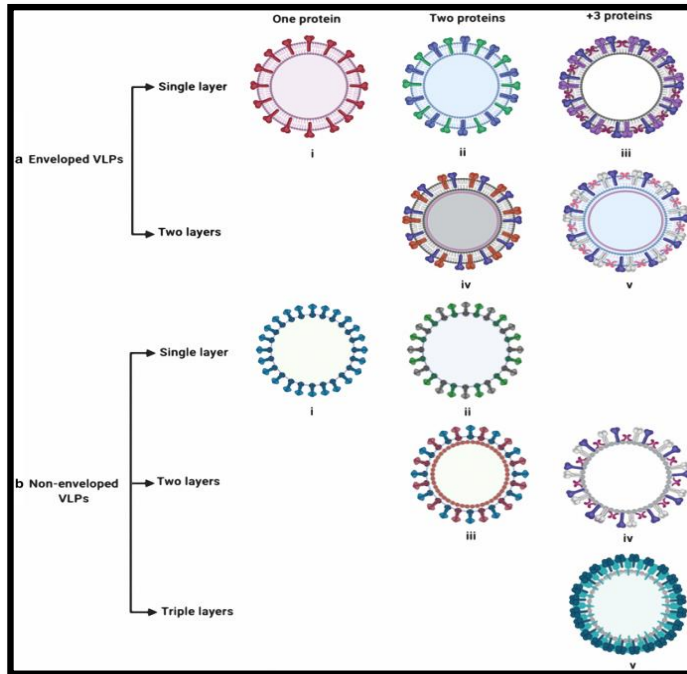 One protein Two proteins +3 proteins
Single layer
a Enveloped VLPs
i ii iii
Two layers
iv v
Single layer
i ii
b Non-enveloped
VLPs
Two layers
iii iv
Triple layers
v